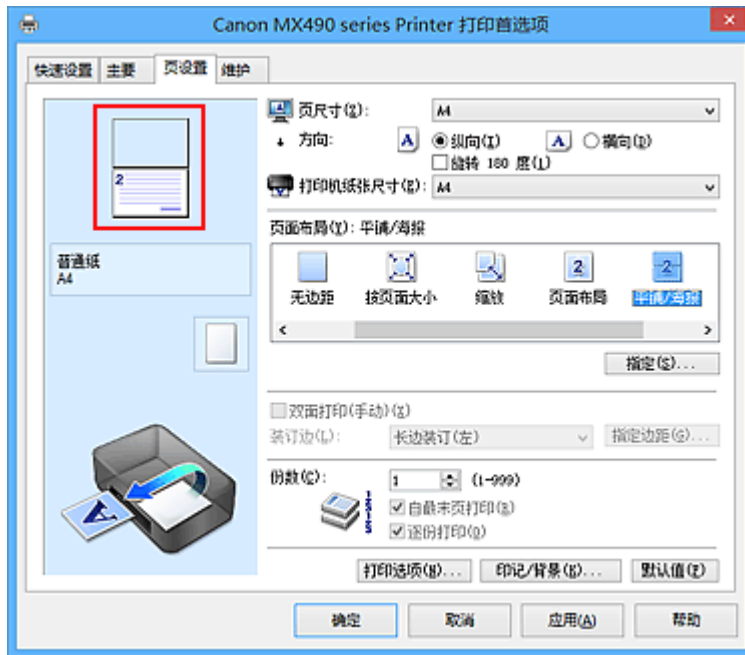 Canon MX490 series Printer 打印首选项
快速设置 主要 页设置 维护
页尺寸(Z): A4
方向: A 纵向(I) A 横向(D)
旋转 180 度(L)
打印机纸张尺寸(E): A4
页面布局(Y): 平铺/海报
2
普通纸
A4
2 2
无边距 按页面大小 缩放 页面布局 平铺/海报
指定(S)...
双面打印(手动)(X)
装订边(L): 长边装订(左) 指定边距(G)...
份数(C): 1 (1-999)
自最末页打印(R)
逐份打印(O)
A
打印选项(N)... 印记/背景(B)... 默认值(F)
确定 取消 应用(A) 帮助